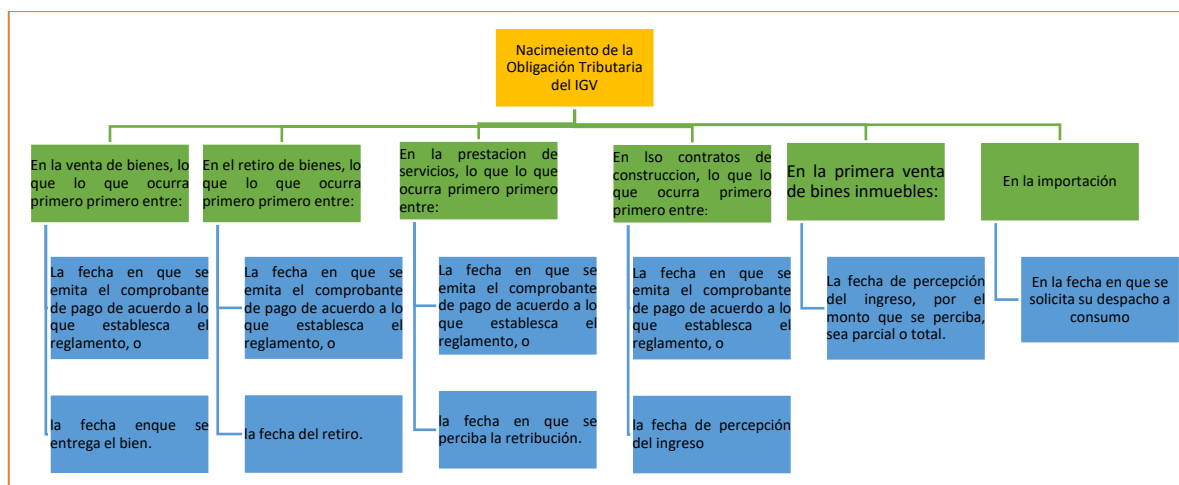 Nacimeiento de la
Obligación Tributaria
del IGV
En la venta de bienes, lo
que lo que ocurra
primero primero entre:
En el retiro de bienes, lo
que lo que ocurra
primero primero entre:
En la prestacion de
servicios, lo que lo que
ocurra primero primero
entre:
En lso contratos de
construccion, lo que lo
que ocurra primero
primero entre:
En la primera venta
de bines inmuebles:
En la importación
La fecha en que se
emita el comprobante
de pago de acuerdo a lo
que establesca el
reglamento, o
La fecha en que se
emita el comprobante
de pago de acuerdo a lo
que establesca el
reglamento, o
La fecha en que se
emita el comprobante
de pago de acuerdo a lo
que establesca el
reglamento, o
La fecha en que se
emita el comprobante
de pago de acuerdo a lo
que establesca el
reglamento, o
La fecha de percepción
del ingreso, por el
monto que se perciba,
sea parcial o total.
En la fecha en que se
solicita su despacho a
consumo
la fecha enque se
entrega el bien.
la fecha del retiro.
la fecha en que se
perciba la retribución.
la fecha de percepción
del ingreso